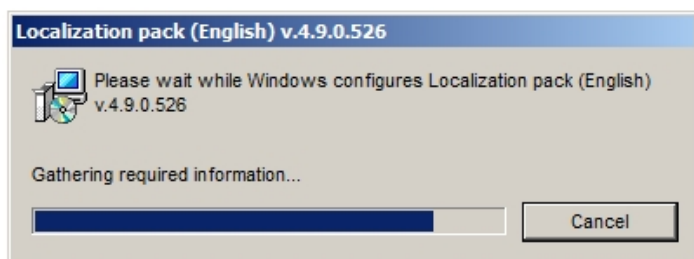 Localization pack (English) v.4.9.0.526
Please wait while Windows configures Localization pack (English)
v.4.9.0.526
Gathering required information...
Cancel